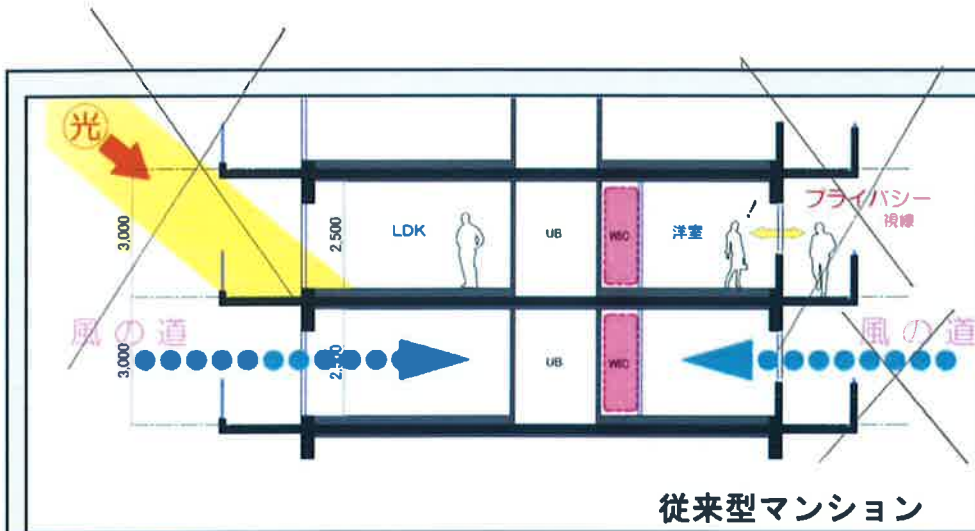 光
プライバシー
視線
3,000
2,500
LDK
UB
WIC
洋室
!
風の道
風の道
3,000
UB
WIC
従来型マンション